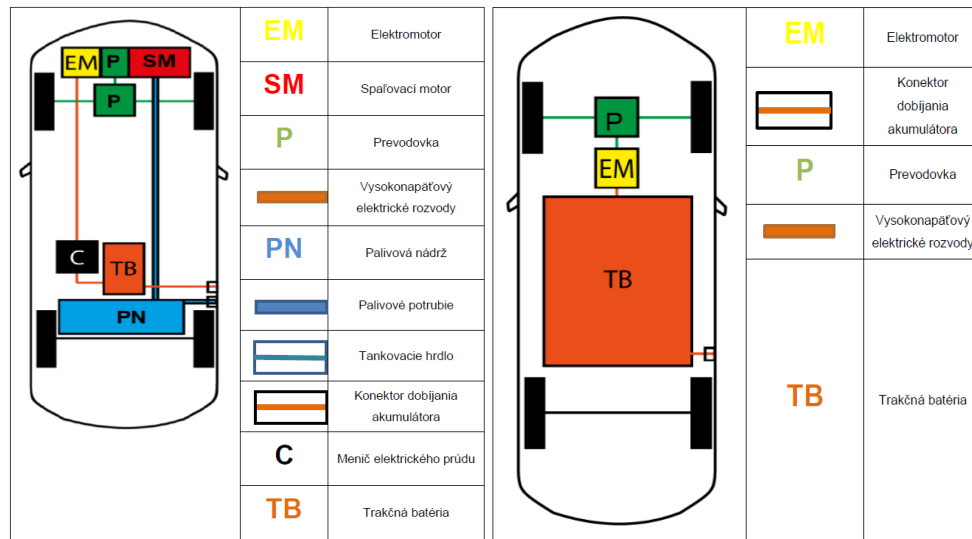 EM
P
SM
P
C
TB
PN
EM
Elektromotor
SM
Spaľovací motor
P
Prevodovka
Vysokonapäťový
elektrické rozvody
PN
Palivová nádrž
Palivové potrubie
Tankovacie hrdlo
Konektor dobíjania
akumulátora
C
Menič elektrického prúdu
TB
Trakčná batéria
P
EM
TB
EM
Elektromotor
Konektor
dobíjania
akumulátora
P
Prevodovka
Vysokonapäťový
elektrické rozvody
TB
Trakčná batéria